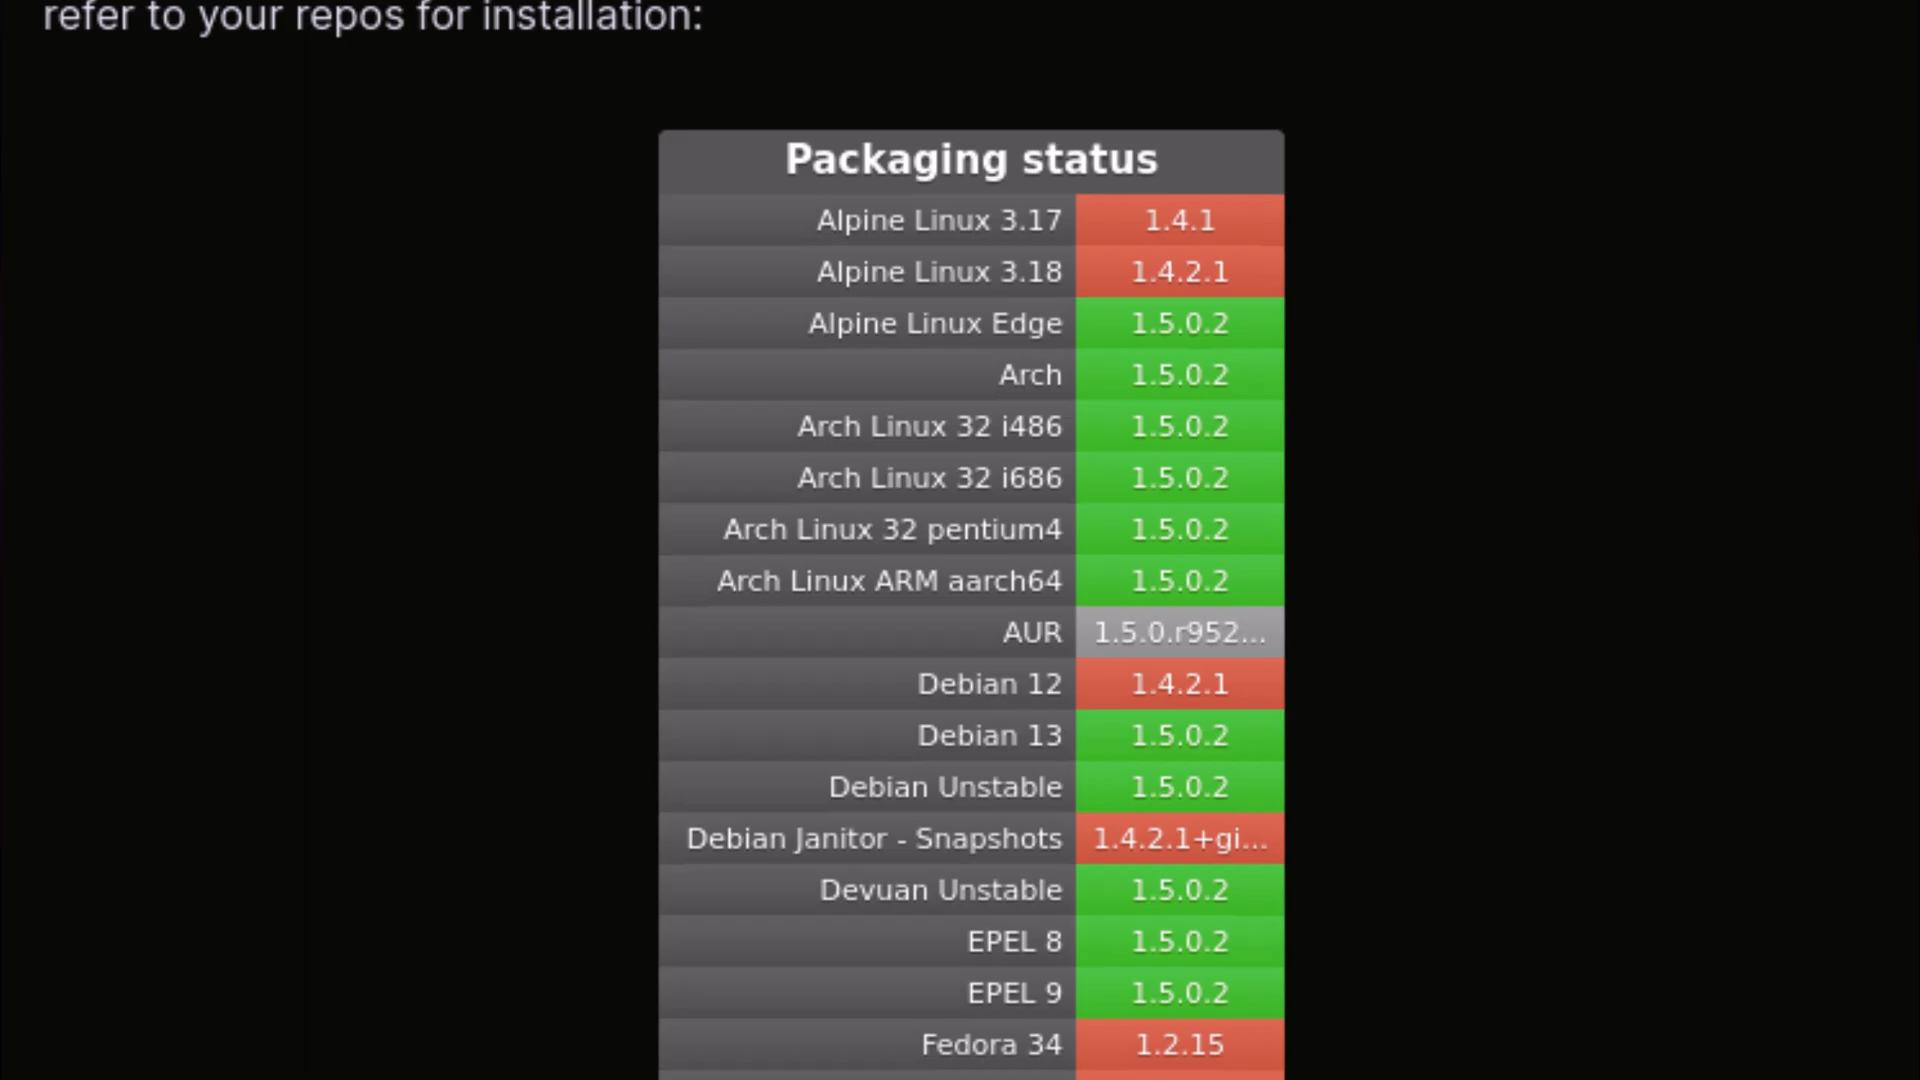 refer to your repos for installation:
Packaging status
Alpine Linux 3.17 1.4.1
Alpine Linux 3.18 1.4.2.1
Alpine Linux Edge 1.5.0.2
Arch 1.5.0.2
Arch Linux 32 i486 1.5.0.2
Arch Linux 32 i686 1.5.0.2
Arch Linux 32 pentium4 1.5.0.2
Arch Linux ARM aarch64 1.5.0.2
AUR 1.5.0.r952...
Debian 12 1.4.2.1
Debian 13 1.5.0.2
Debian Unstable 1.5.0.2
Debian Janitor - Snapshots 1.4.2.1+gi...
Devuan Unstable 1.5.0.2
EPEL 8 1.5.0.2
EPEL 9 1.5.0.2
Fedora 34 1.2.15